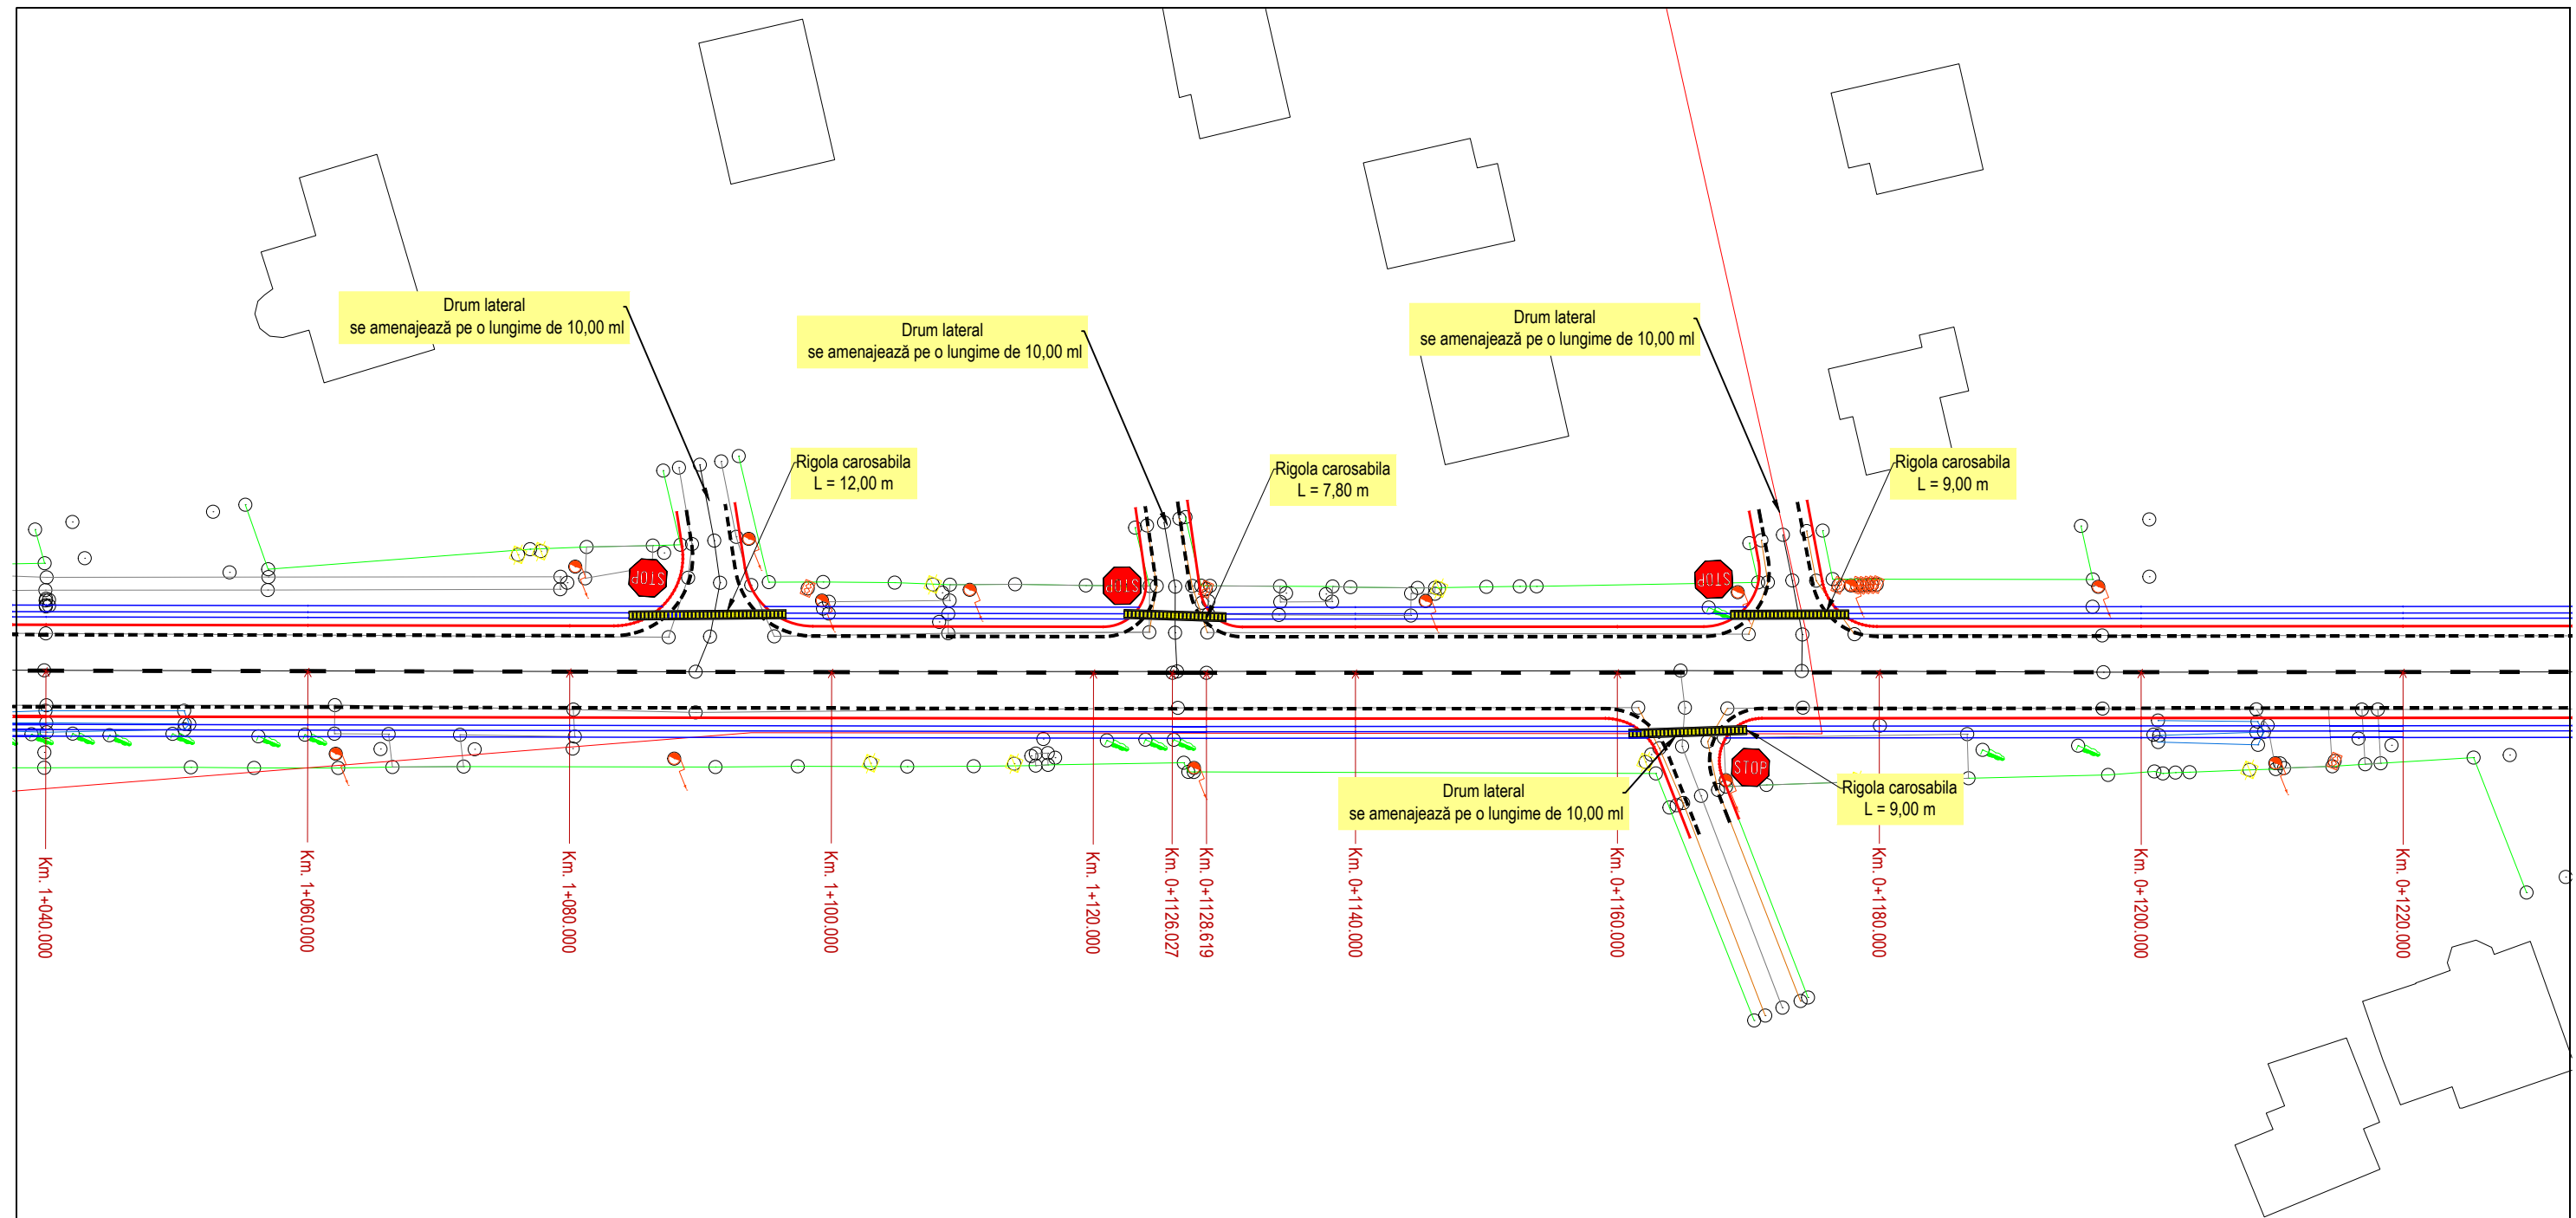 Drum lateral
se amenajează pe o lungime de 10,00 ml
Drum lateral
se amenajează pe o lungime de 10,00 ml
Drum lateral
se amenajează pe o lungime de 10,00 ml
Rigola carosabila
L = 12,00 m
Rigola carosabila
L = 7,80 m
Rigola carosabila
L = 9,00 m
STOP
STOP
STOP
STOP
Drum lateral
se amenajează pe o lungime de 10,00 ml
Rigola carosabila
L = 9,00 m
Km. 1+040.000
Km. 1+060.000
Km. 1+080.000
Km. 1+100.000
Km. 1+120.000
Km. 0+1126.027
Km. 0+1128.619
Km. 0+1140.000
Km. 0+1160.000
Km. 0+1180.000
Km. 0+1200.000
Km. 0+1220.000